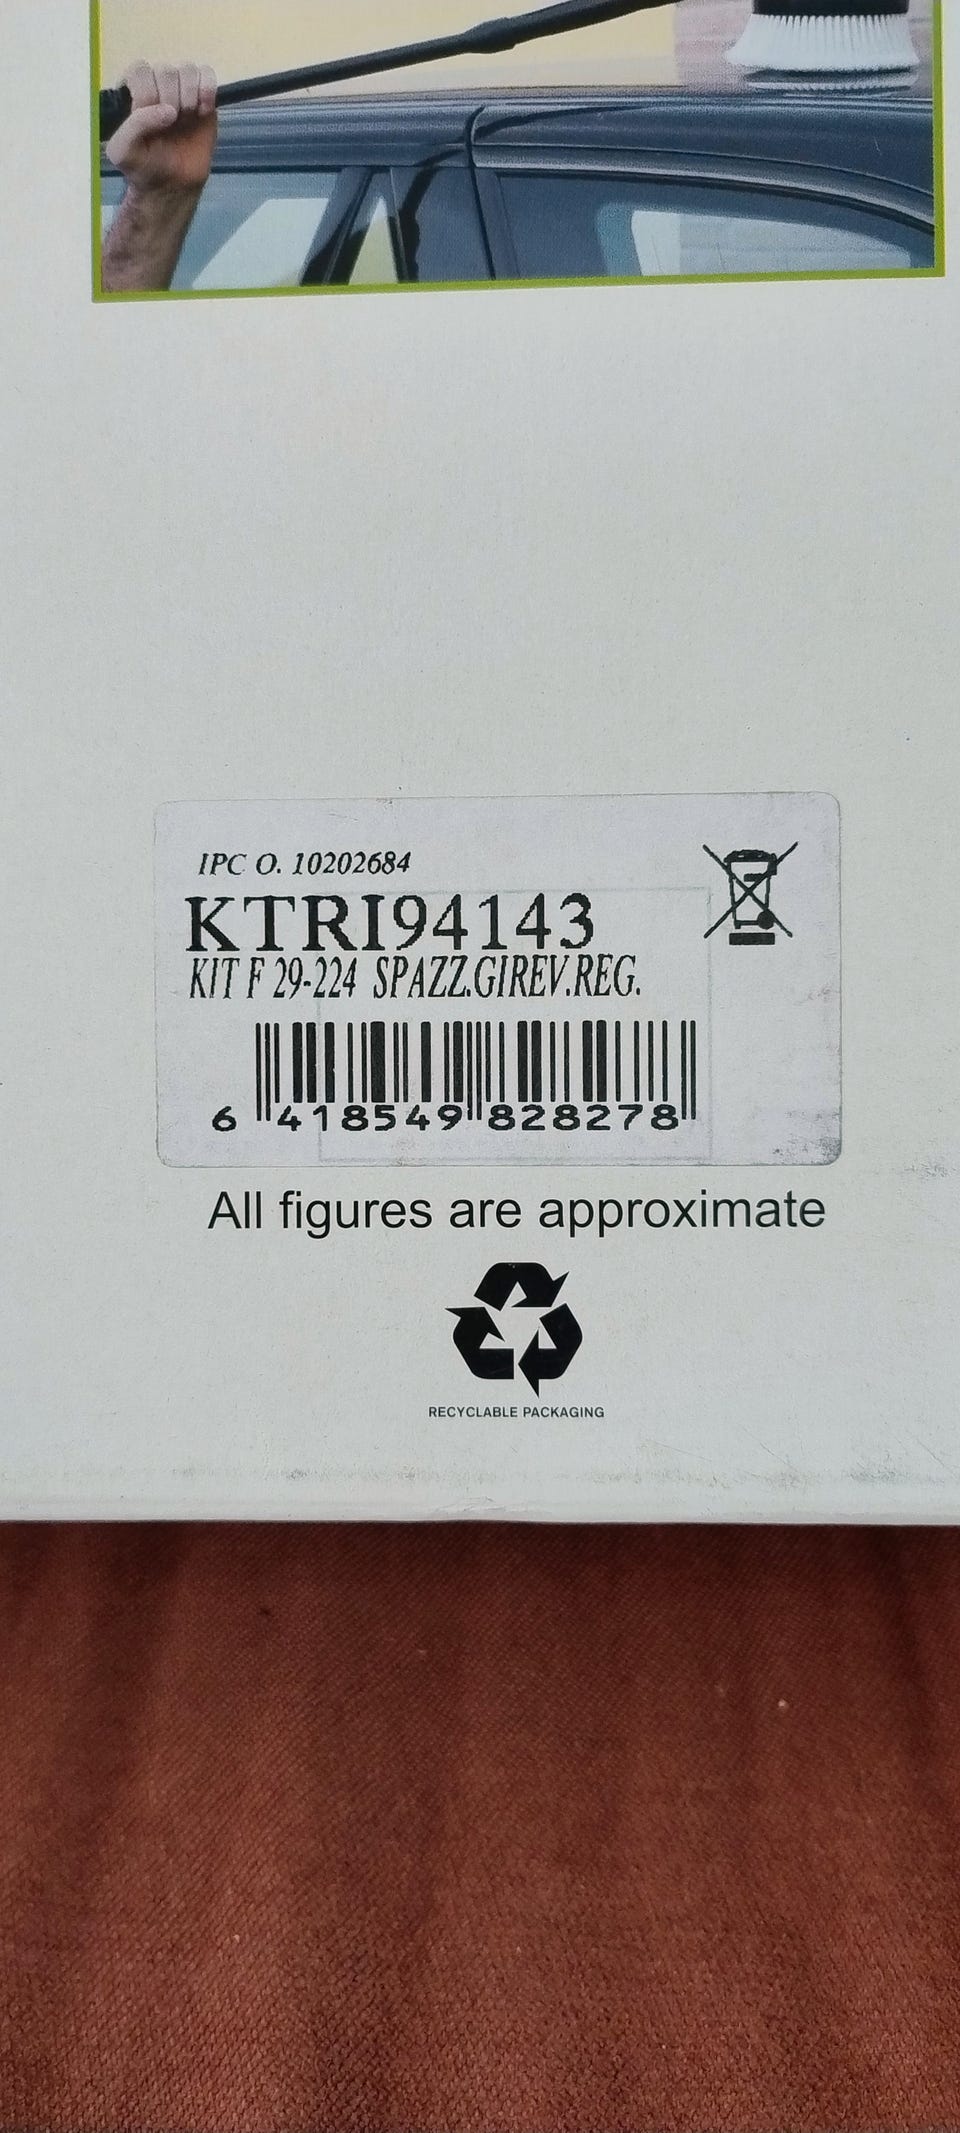 IPC O. 10202684
KTRI94143
KIT F 29-224 SPAZZ.GIREV.REG.
6 418549 828278
All figures are approximate
RECYCLABLE PACKAGING